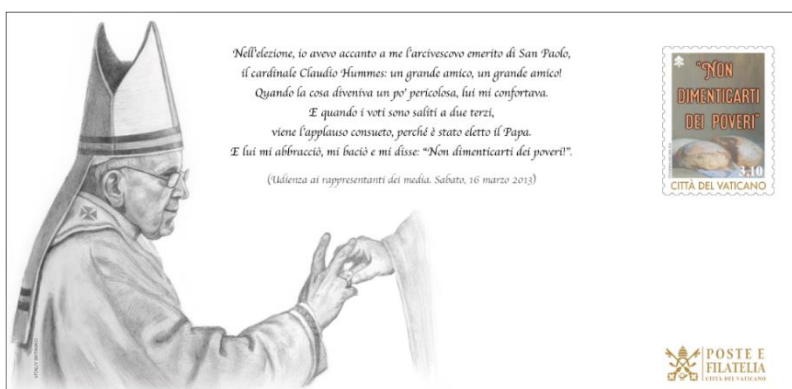 Nell'elezione, io avevo accanto a me l'arcivescovo emerito di San Paolo,
il cardinale Claudio Hummes: un grande amico, un grande amico!
Quando la cosa diveniva un po' pericolosa, lui mi confortava.
E quando i voti sono saliti a due terzi,
viene l'applauso consueto, perché è stato eletto il Papa.
E lui mi abbracciò, mi baciò e mi disse: “Non dimenticarti dei poveri!”.
(Udienza ai rappresentanti dei media. Sabato, 16 marzo 2013)
“NON
DIMENTICARTI
DEI POVERI”
3.10
CITTÀ DEL VATICANO
POSTE E
FILATELIA
CITTÀ DEL VATICANO